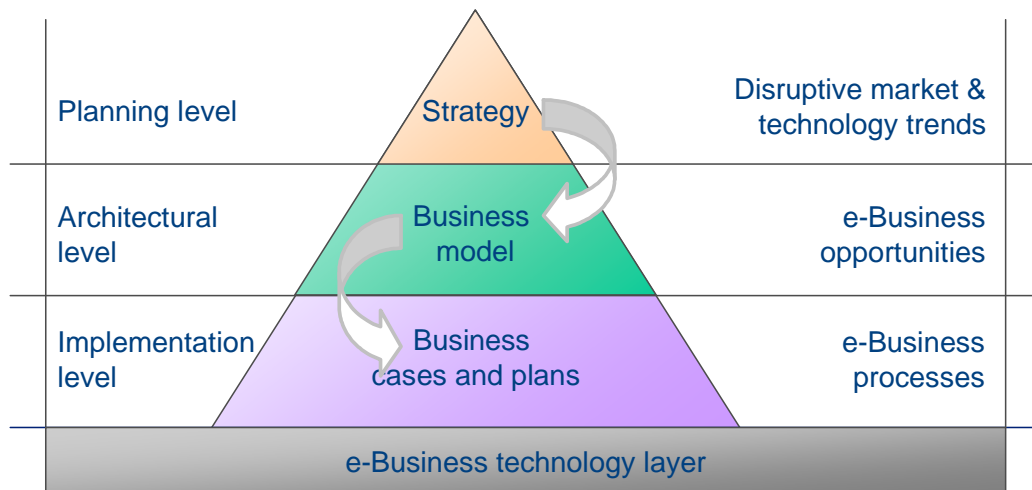 Planning level
Strategy
Disruptive market &
technology trends
Architectural
level
Business
model
e-Business
opportunities
Implementation
level
Business
cases and plans
e-Business
processes
e-Business technology layer